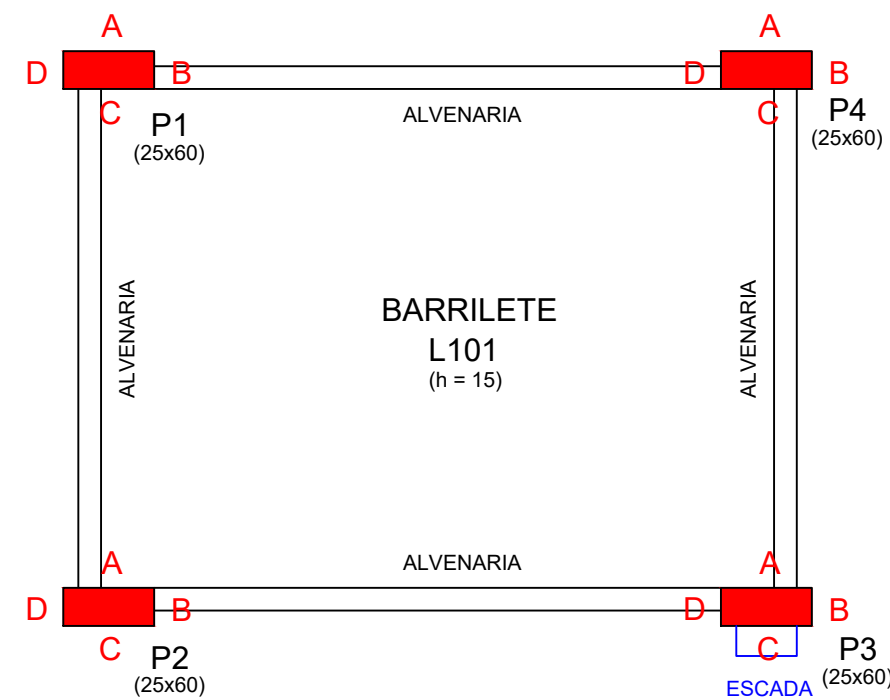 A
A
D
B
D
B
C
C
P1
(25x60)
P4
(25x60)
ALVENARIA
ALVENARIA
ALVENARIA
BARRILETE
L101
(h = 15)
ALVENARIA
A
A
D
B
D
B
C
C
P2
(25x60)
P3
(25x60)
ESCADA